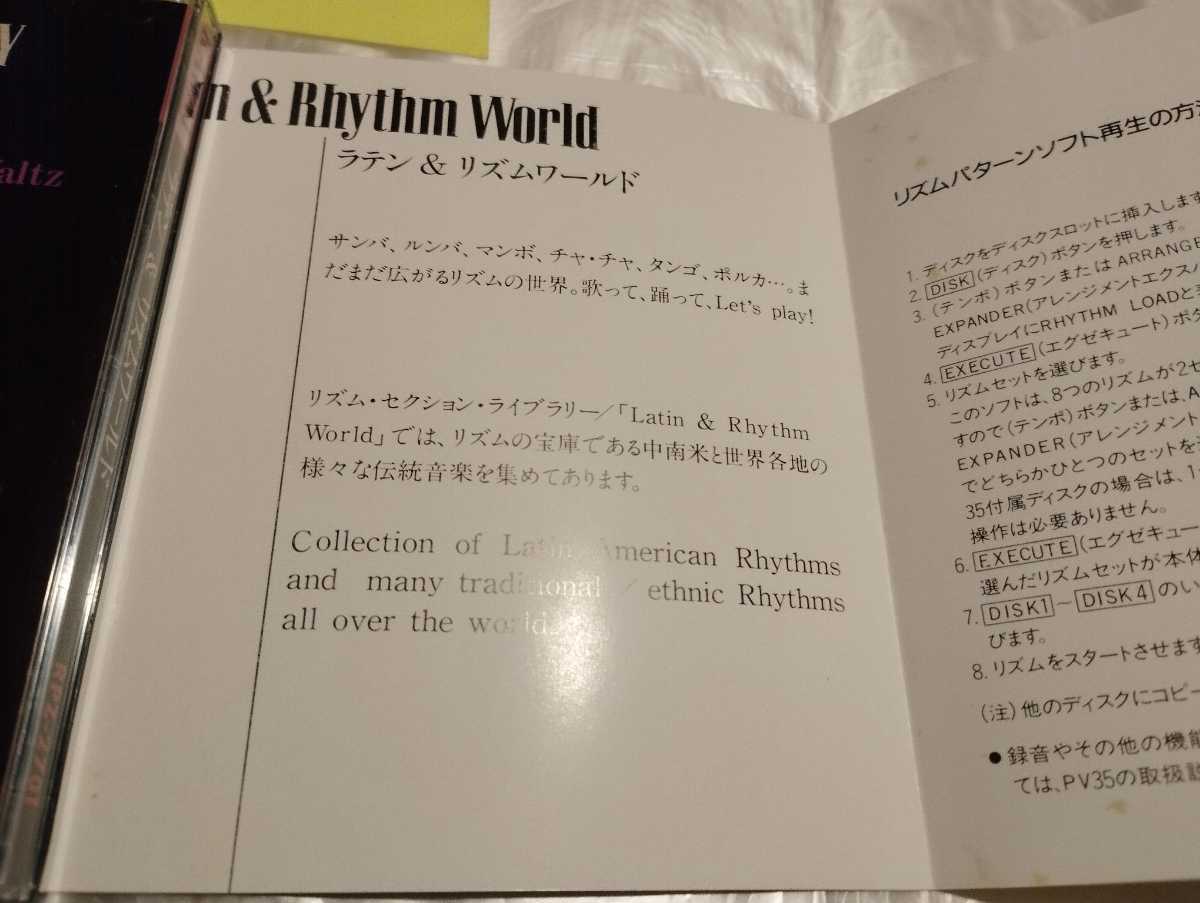 altz
& Rhythm World
ラテン & リズムワールド
サンバ、ルンバ、マンボ、チャ・チャ、タンゴ、ポルカ…。ま
だまだ広がるリズムの世界。歌って、踊って、Let's play!
リズム・セクション・ライブラリー/「Latin & Rhythm
World」では、リズムの宝庫である中南米と世界各地の
様々な伝統音楽を集めてあります。
Collection of Latin American Rhythms
and many traditional / ethnic Rhythms
all over the world
リズムパターンソフト再生の方法
1. ディスクをディスクスロットに挿入します
2. DISK (ディスク) ボタンを押します。
3. (テンポ) ボタンまたは ARRANGE
EXPANDER(アレンジメントエクスパ
ディスプレイにRHYTHM LOADと
4. EXECUTE (エグゼキュート) ボタ
5. リズムセットを選びます。
このソフトは、8つのリズムが2セ
すので (テンポ) ボタンまたは、A
EXPANDER (アレンジメント
でどちらかひとつのセットを
35付属ディスクの場合は、1
操作は必要ありません。
6. EXECUTE (エグゼキュー
選んだリズムセットが本体
7. DISK1 ~ DISK4 のい
びます。
8. リズムをスタートさせます
(注) 他のディスクにコピー
● 録音やその他の機能
ては、PV35の取扱説
リズムワールド